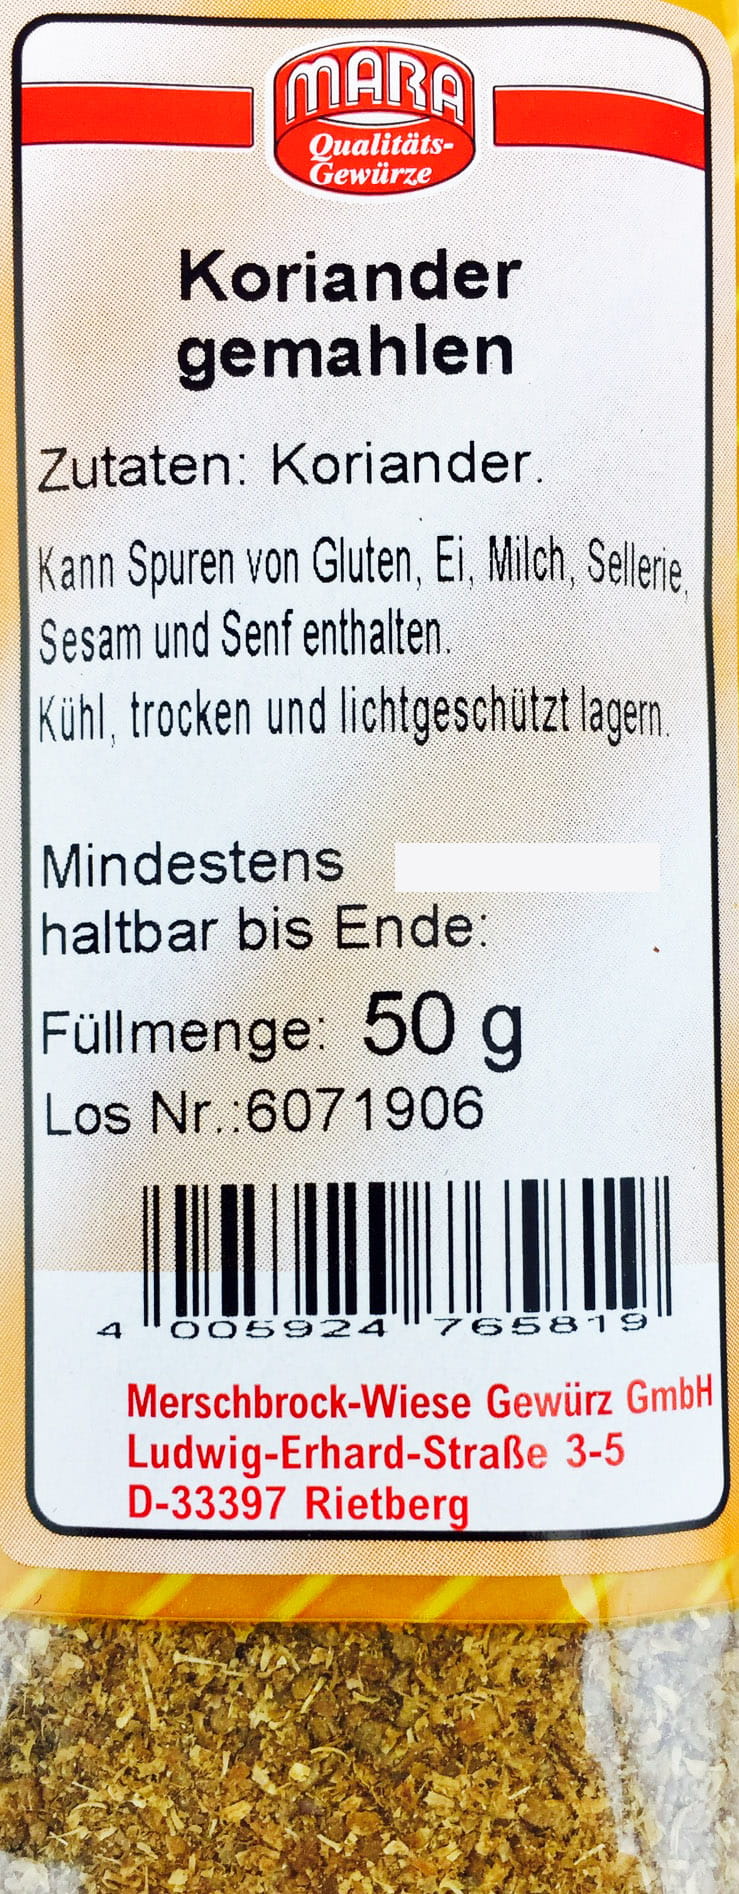 MARA
Qualitäts-
Gewürze
Koriander
gemahlen
Zutaten: Koriander.
Kann Spuren von Gluten, Ei, Milch, Sellerie,
Sesam und Senf enthalten.
Kühl, trocken und lichtgeschützt lagern.
Mindestens
haltbar bis Ende:
Füllmenge: 50 g
Los Nr.:6071906
4 005924 765819
Merschbrock-Wiese Gewürz GmbH
Ludwig-Erhard-Straße 3-5
D-33397 Rietberg